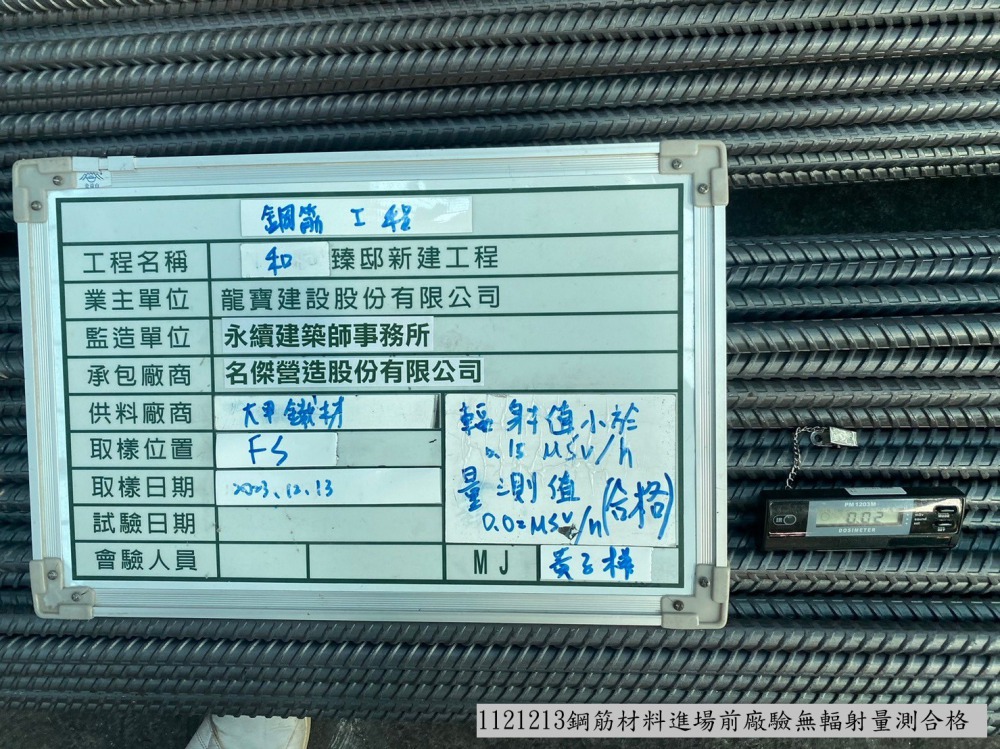 鋼筋工程
工程名稱 和臻邸新建工程
業主單位 龍寶建設股份有限公司
監造單位 永續建築師事務所
承包廠商 名傑營造股份有限公司
供料廠商 大甲鐵材
取樣位置 FS
取樣日期 2023.12.13
試驗日期
會驗人員 MJ
輻射值小於
0.15 μSV/h
量測值
0.02μSV/h (合格)
PM1203M
0.02
DOSIMETER
1121213鋼筋材料進場前廠驗無輻射量測合格